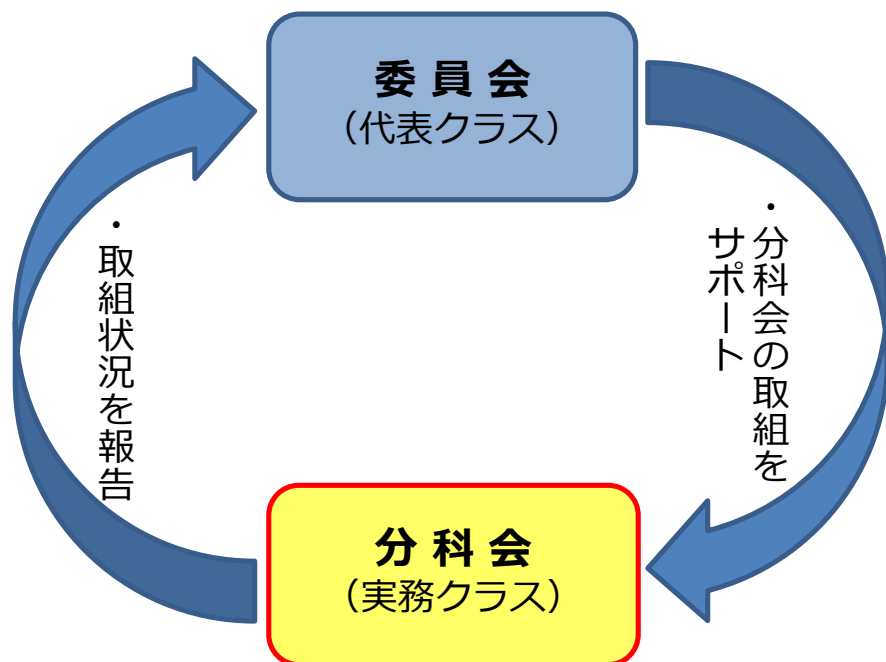 委員会
（代表クラス）
・分科会の取組を
サポート
・取組状況を報告
分科会
（実務クラス）